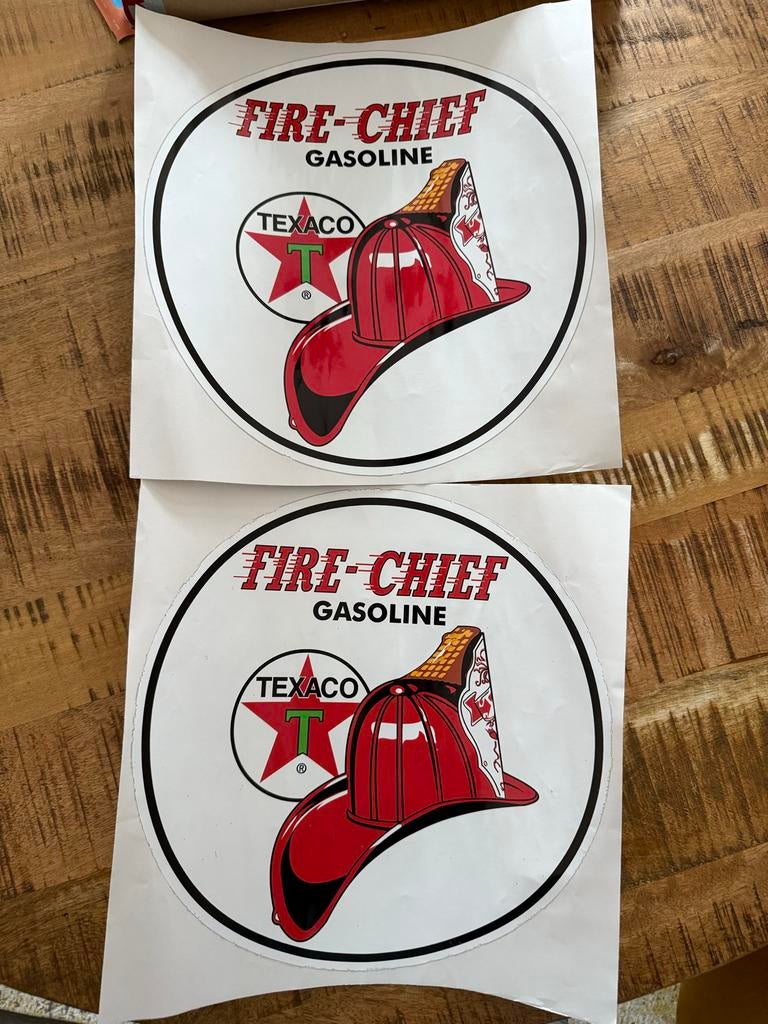 FIRE-CHIEF
GASOLINE
TEXACO
T
®
FIRE-CHIEF
GASOLINE
TEXACO
T
®